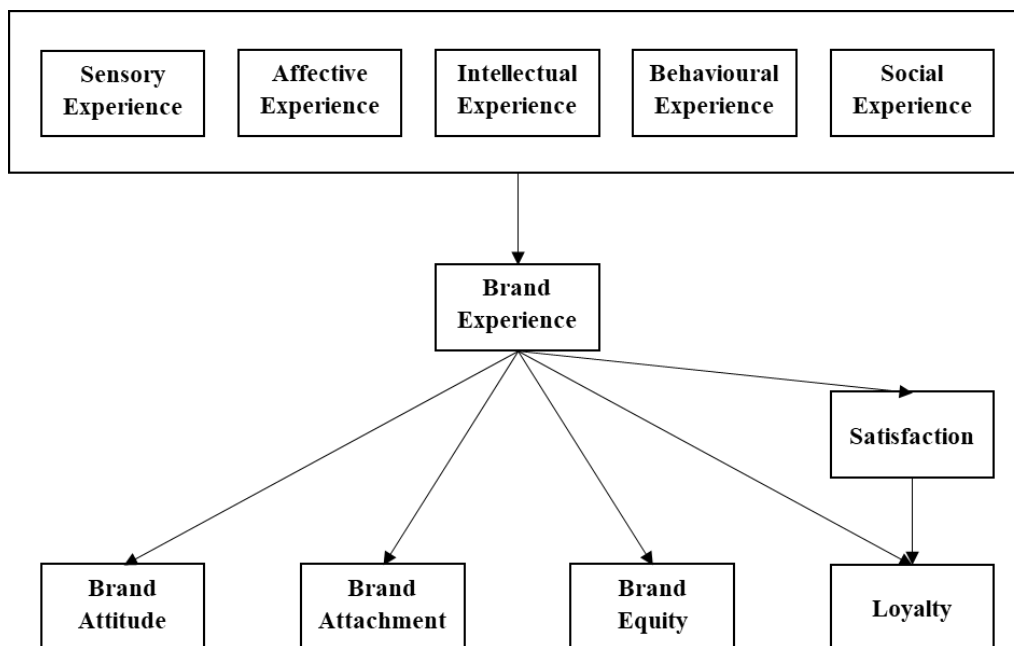 Sensory
Experience
Affective
Experience
Intellectual
Experience
Behavioural
Experience
Social
Experience
Brand
Experience
Satisfaction
Brand
Attitude
Brand
Attachment
Brand
Equity
Loyalty